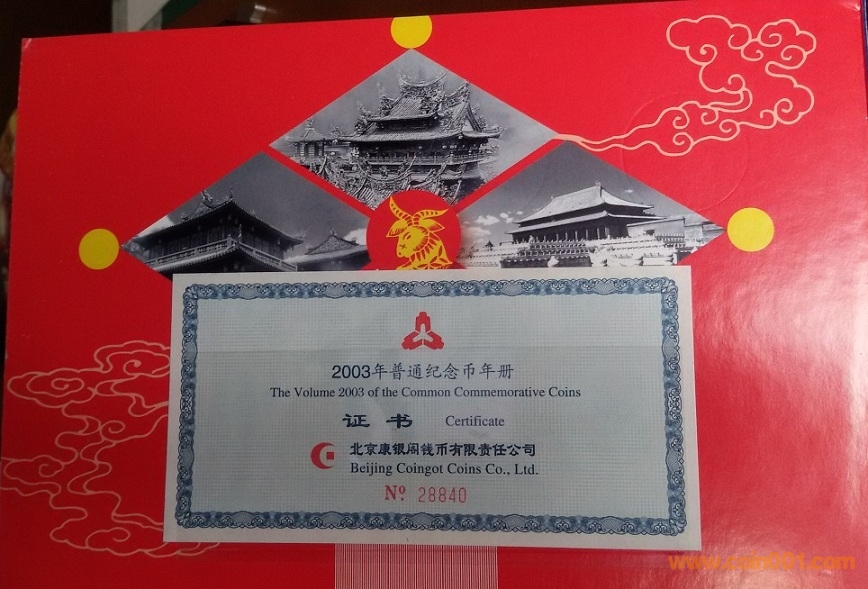 2003年普通纪念币年册
The Volume 2003 of the Common Commemorative Coins
证书 Certificate
北京康银阁钱币有限责任公司
Beijing Coingot Coins Co., Ltd.
Nº 28840
www.coin001.com